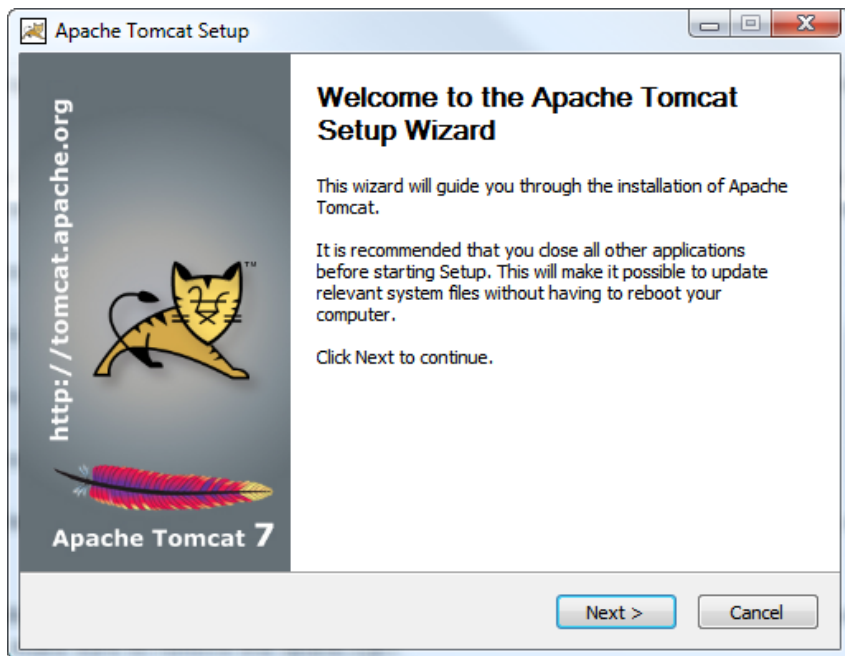 Apache Tomcat Setup
http://tomcat.apache.org
TM
Apache Tomcat 7
Welcome to the Apache Tomcat
Setup Wizard
This wizard will guide you through the installation of Apache
Tomcat.
It is recommended that you close all other applications
before starting Setup. This will make it possible to update
relevant system files without having to reboot your
computer.
Click Next to continue.
Next >
Cancel